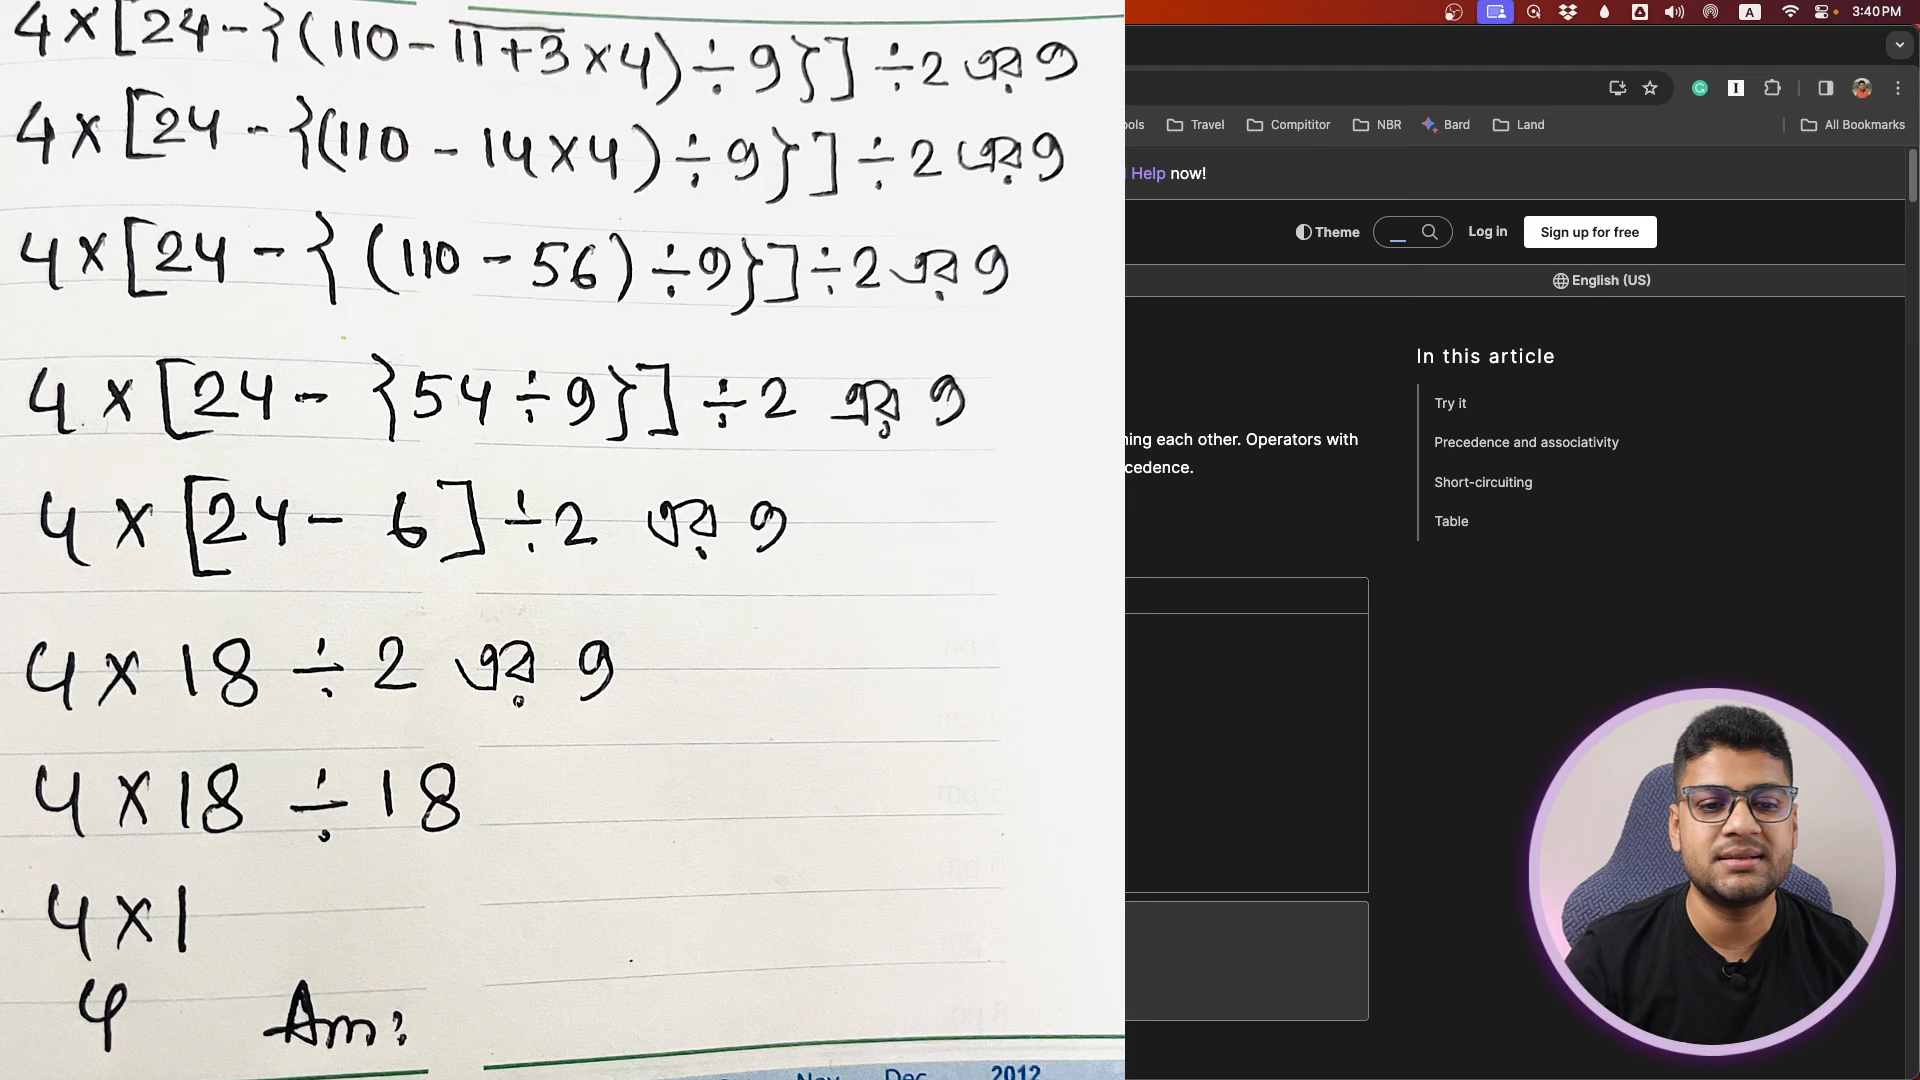 4×[24-{(110-11+3×4)÷9}]÷2 এর 9
4×[24-{(110-14×4)÷9}]÷2 এর 9
4×[24-{(110-56)÷9}]÷2 এর 9
4×[24-{54÷9}]÷2 এর 9
4×[24-6]÷2 এর 9
4×18÷2 এর 9
4×18÷18
4×1
4 Ans:
Nov Dec 2012
A 3:40 PM
ools Travel Compititor NBR Bard Land All Bookmarks
Help now!
Theme Log in Sign up for free
English (US)
In this article
Try it
Precedence and associativity
Short-circuiting
Table
ning each other. Operators with
cedence.